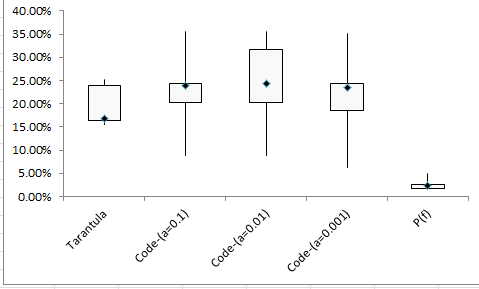 40.00%
35.00%
30.00%
25.00%
20.00%
15.00%
10.00%
5.00%
0.00%
Tarantula
Code-(a=0.1)
Code-(a=0.01)
Code-(a=0.001)
P(f)